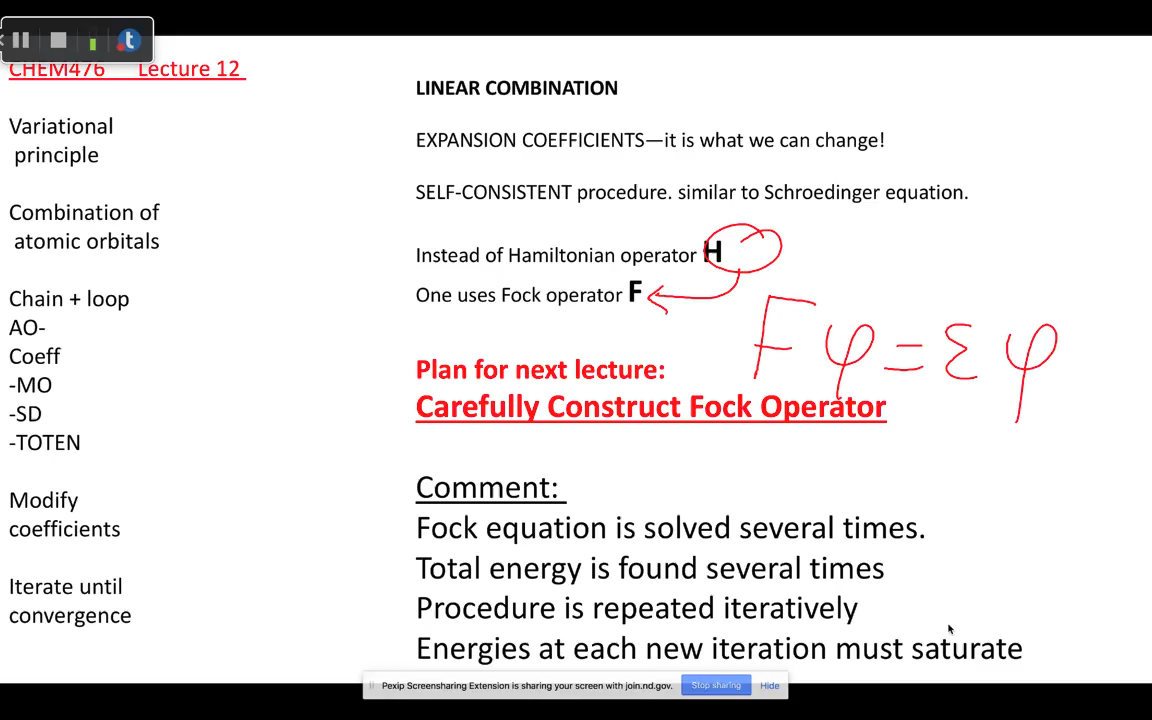 t
CHEM476 Lecture 12
Variational
principle
Combination of
atomic orbitals
Chain + loop
AO-
Coeff
-MO
-SD
-TOTEN
Modify
coefficients
Iterate until
convergence
LINEAR COMBINATION
EXPANSION COEFFICIENTS—it is what we can change!
SELF-CONSISTENT procedure. similar to Schroedinger equation.
Instead of Hamiltonian operator H
One uses Fock operator F
Fφ=εφ
Plan for next lecture:
Carefully Construct Fock Operator
Comment:
Fock equation is solved several times.
Total energy is found several times
Procedure is repeated iteratively
Energies at each new iteration must saturate
Pexip Screensharing Extension is sharing your screen with join.nd.gov. Stop sharing Hide